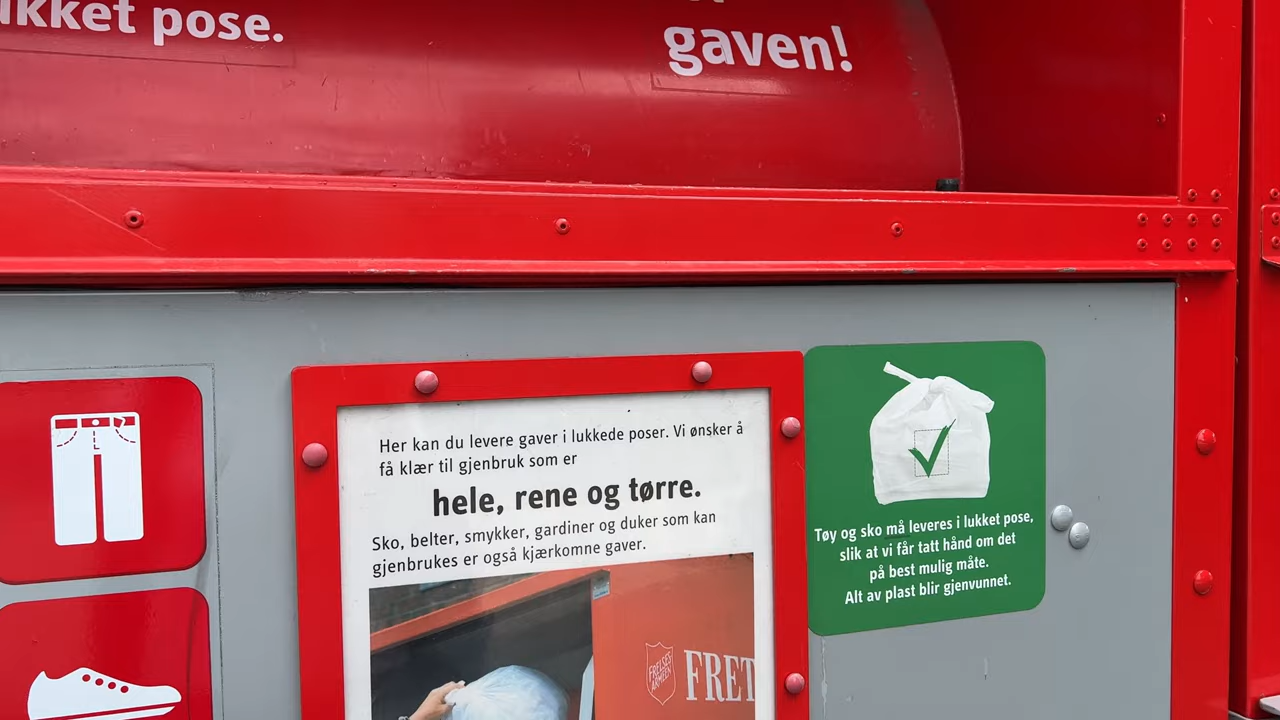 ukket pose.
gaven!
Her kan du levere gaver i lukkede poser. Vi ønsker å
få klær til gjenbruk som er
hele, rene og tørre.
Sko, belter, smykker, gardiner og duker som kan
gjenbrukes er også kjærkomne gaver.
FRELSES
ARMEEN
FRET
Tøy og sko må leveres i lukket pose,
slik at vi får tatt hånd om det
på best mulig måte.
Alt av plast blir gjenvunnet.